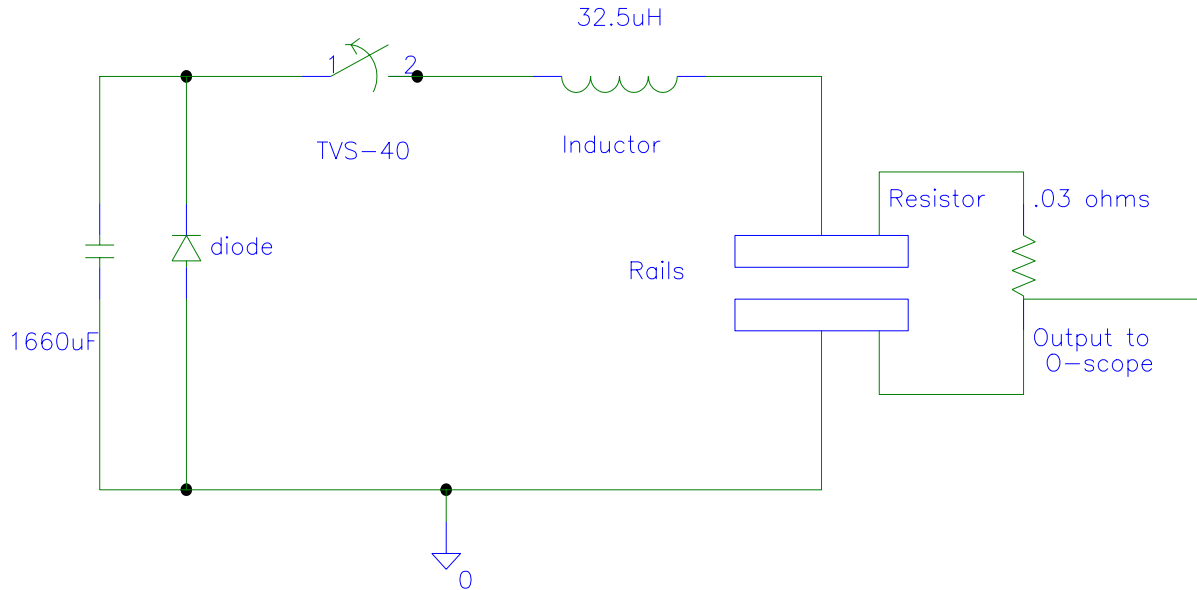 32.5uH
1
2
TVS-40
Inductor
Resistor
.03 ohms
diode
Rails
1660uF
Output to
O-scope
0